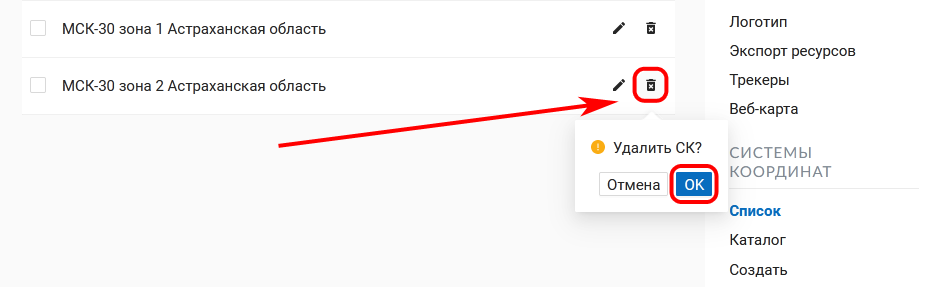 МСК-30 зона 1 Астраханская область
МСК-30 зона 2 Астраханская область
Удалить СК?
Отмена
OK
Логотип
Экспорт ресурсов
Трекеры
Веб-карта
СИСТЕМЫ
КООРДИНАТ
Список
Каталог
Создать